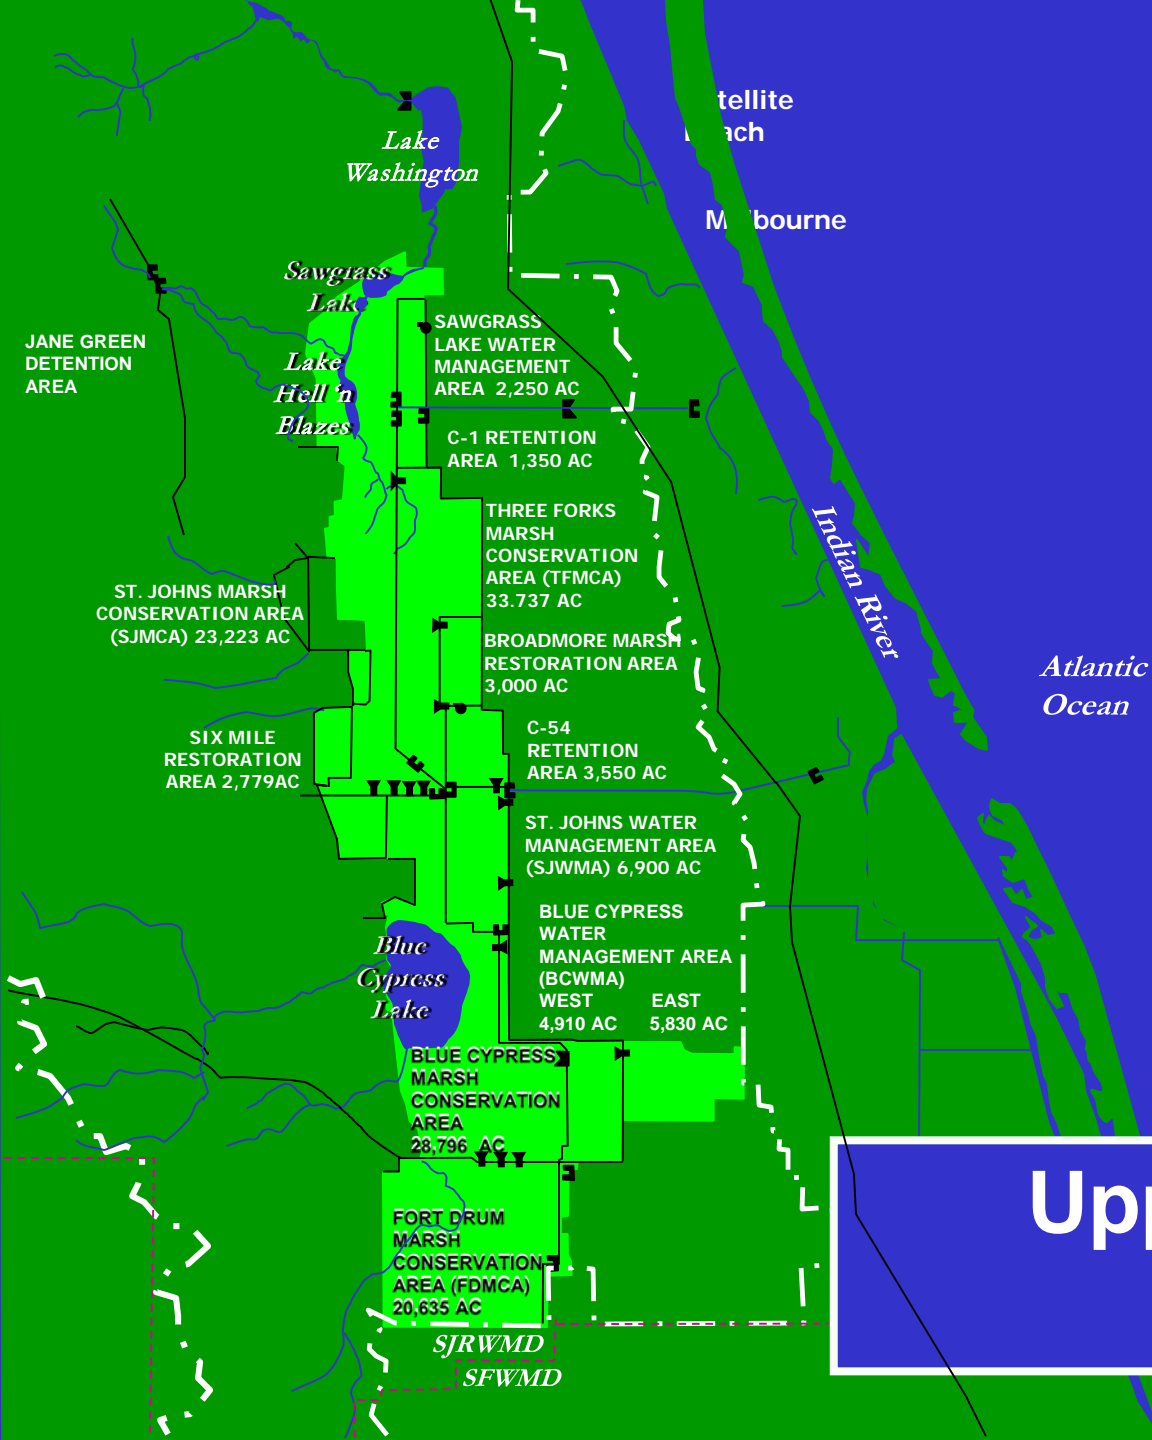 tellite
ach
Lake
Washington
bourne
Sawgrass
Lake
SAWGRASS
LAKE WATER
MANAGEMENT
AREA 2,250 AC
JANE GREEN
DETENTION
AREA
Lake
Hell 'n
Blazes
C-1 RETENTION
AREA 1,350 AC
THREE FORKS
MARSH
CONSERVATION
AREA (TFMCA)
33.737 AC
Indian River
ST. JOHNS MARSH
CONSERVATION AREA
(SJMCA) 23,223 AC
BROADMORE MARSH
RESTORATION AREA
3,000 AC
Atlantic
Ocean
C-54
RETENTION
AREA 3,550 AC
SIX MILE
RESTORATION
AREA 2,779AC
ST. JOHNS WATER
MANAGEMENT AREA
(SJWMA) 6,900 AC
BLUE CYPRESS
WATER
MANAGEMENT AREA
(BCWMA)
WEST EAST
4,910 AC 5,830 AC
Blue
Cypress
Lake
BLUE CYPRESS
MARSH
CONSERVATION
AREA
28,796 AC
FORT DRUM
MARSH
CONSERVATION
AREA (FDMCA)
20,635 AC
Upp
SJRWMD
SFWMD